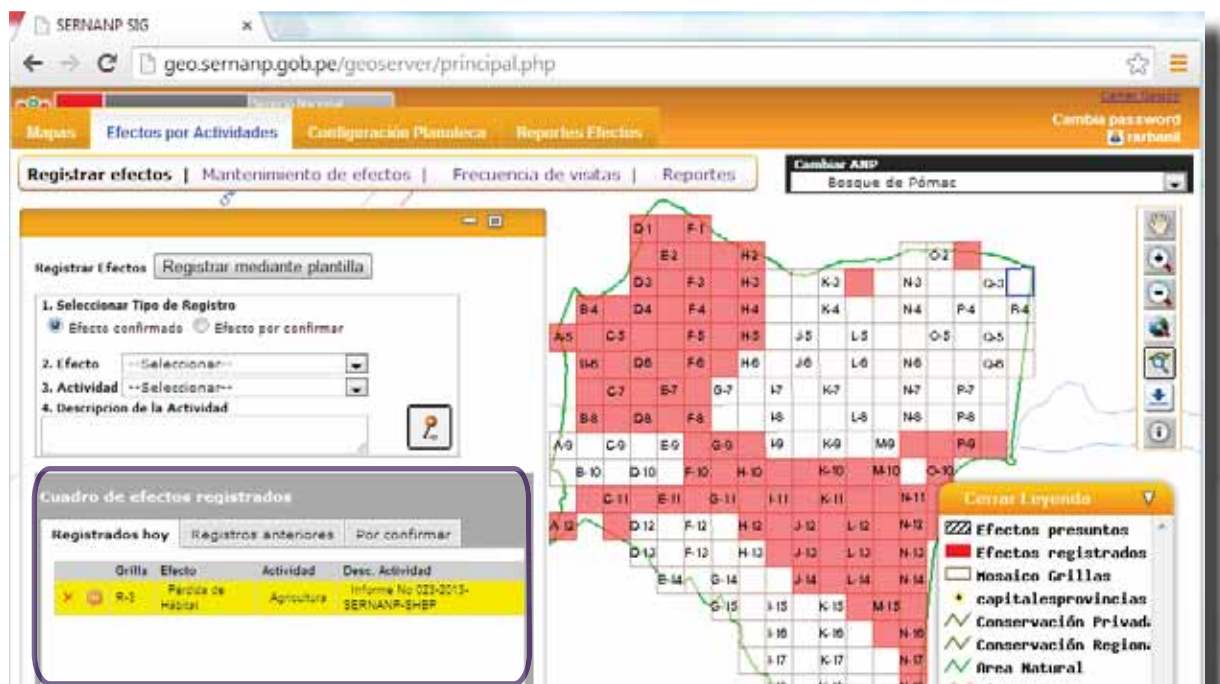 SERNANP SIG ×
geo.sernanp.gob.pe/geoserver/principal.php
Cambia password
rarbanil
Mapas Efectos por Actividades Configuración Planoteca Reportes Efectos
Registrar efectos | Mantenimiento de efectos | Frecuencia de visitas | Reportes
Cambiar ANP
Bosque de Pómac
Registrar Efectos Registrar mediante plantilla
1. Seleccionar Tipo de Registro
Efecto confirmado Efecto por confirmar
2. Efecto --Seleccionar--
3. Actividad --Seleccionar--
4. Descripcion de la Actividad
Cuadro de efectos registrados
Registrados hoy Registros anteriores Por confirmar
Grilla Efecto Actividad Desc. Actividad
R-3 Perdida de Habitat Agricultura Informe No 023-2013-SERNANP-SHBP
D-1 F-1
E-2 H-2 O-2
D-3 F-3 H-3 K-3 N-3 Q-3
B-4 D-4 F-4 H-4 K-4 N-4 P-4 R-4
A-5 C-5 F-5 H-5 J-5 L-5 O-5 Q-5
B-6 D-6 F-6 H-6 J-6 L-6 N-6 Q-6
C-7 E-7 G-7 I-7 K-7 N-7 P-7
B-8 D-8 F-8 I-8 L-8 N-8 P-8
A-9 C-9 E-9 G-9 I-9 K-9 M-9 P-9
B-10 D-10 F-10 H-10 K-10 M-10 O-10
C-11 E-11 G-11 I-11 K-11 N-11
A-12 D-12 F-12 H-12 J-12 L-12 N-12
D-13 F-13 H-13 J-13 L-13 N-13
E-14 G-14 J-14 L-14 N-14
G-15 I-15 K-15 M-15
I-16 K-16 N-16
I-17 K-17 N-17
Cerrar Leyenda
Efectos presuntos
Efectos registrados
Mosaico Grillas
capitalesprovincias
Conservación Privad
Conservación Region
Area Natural